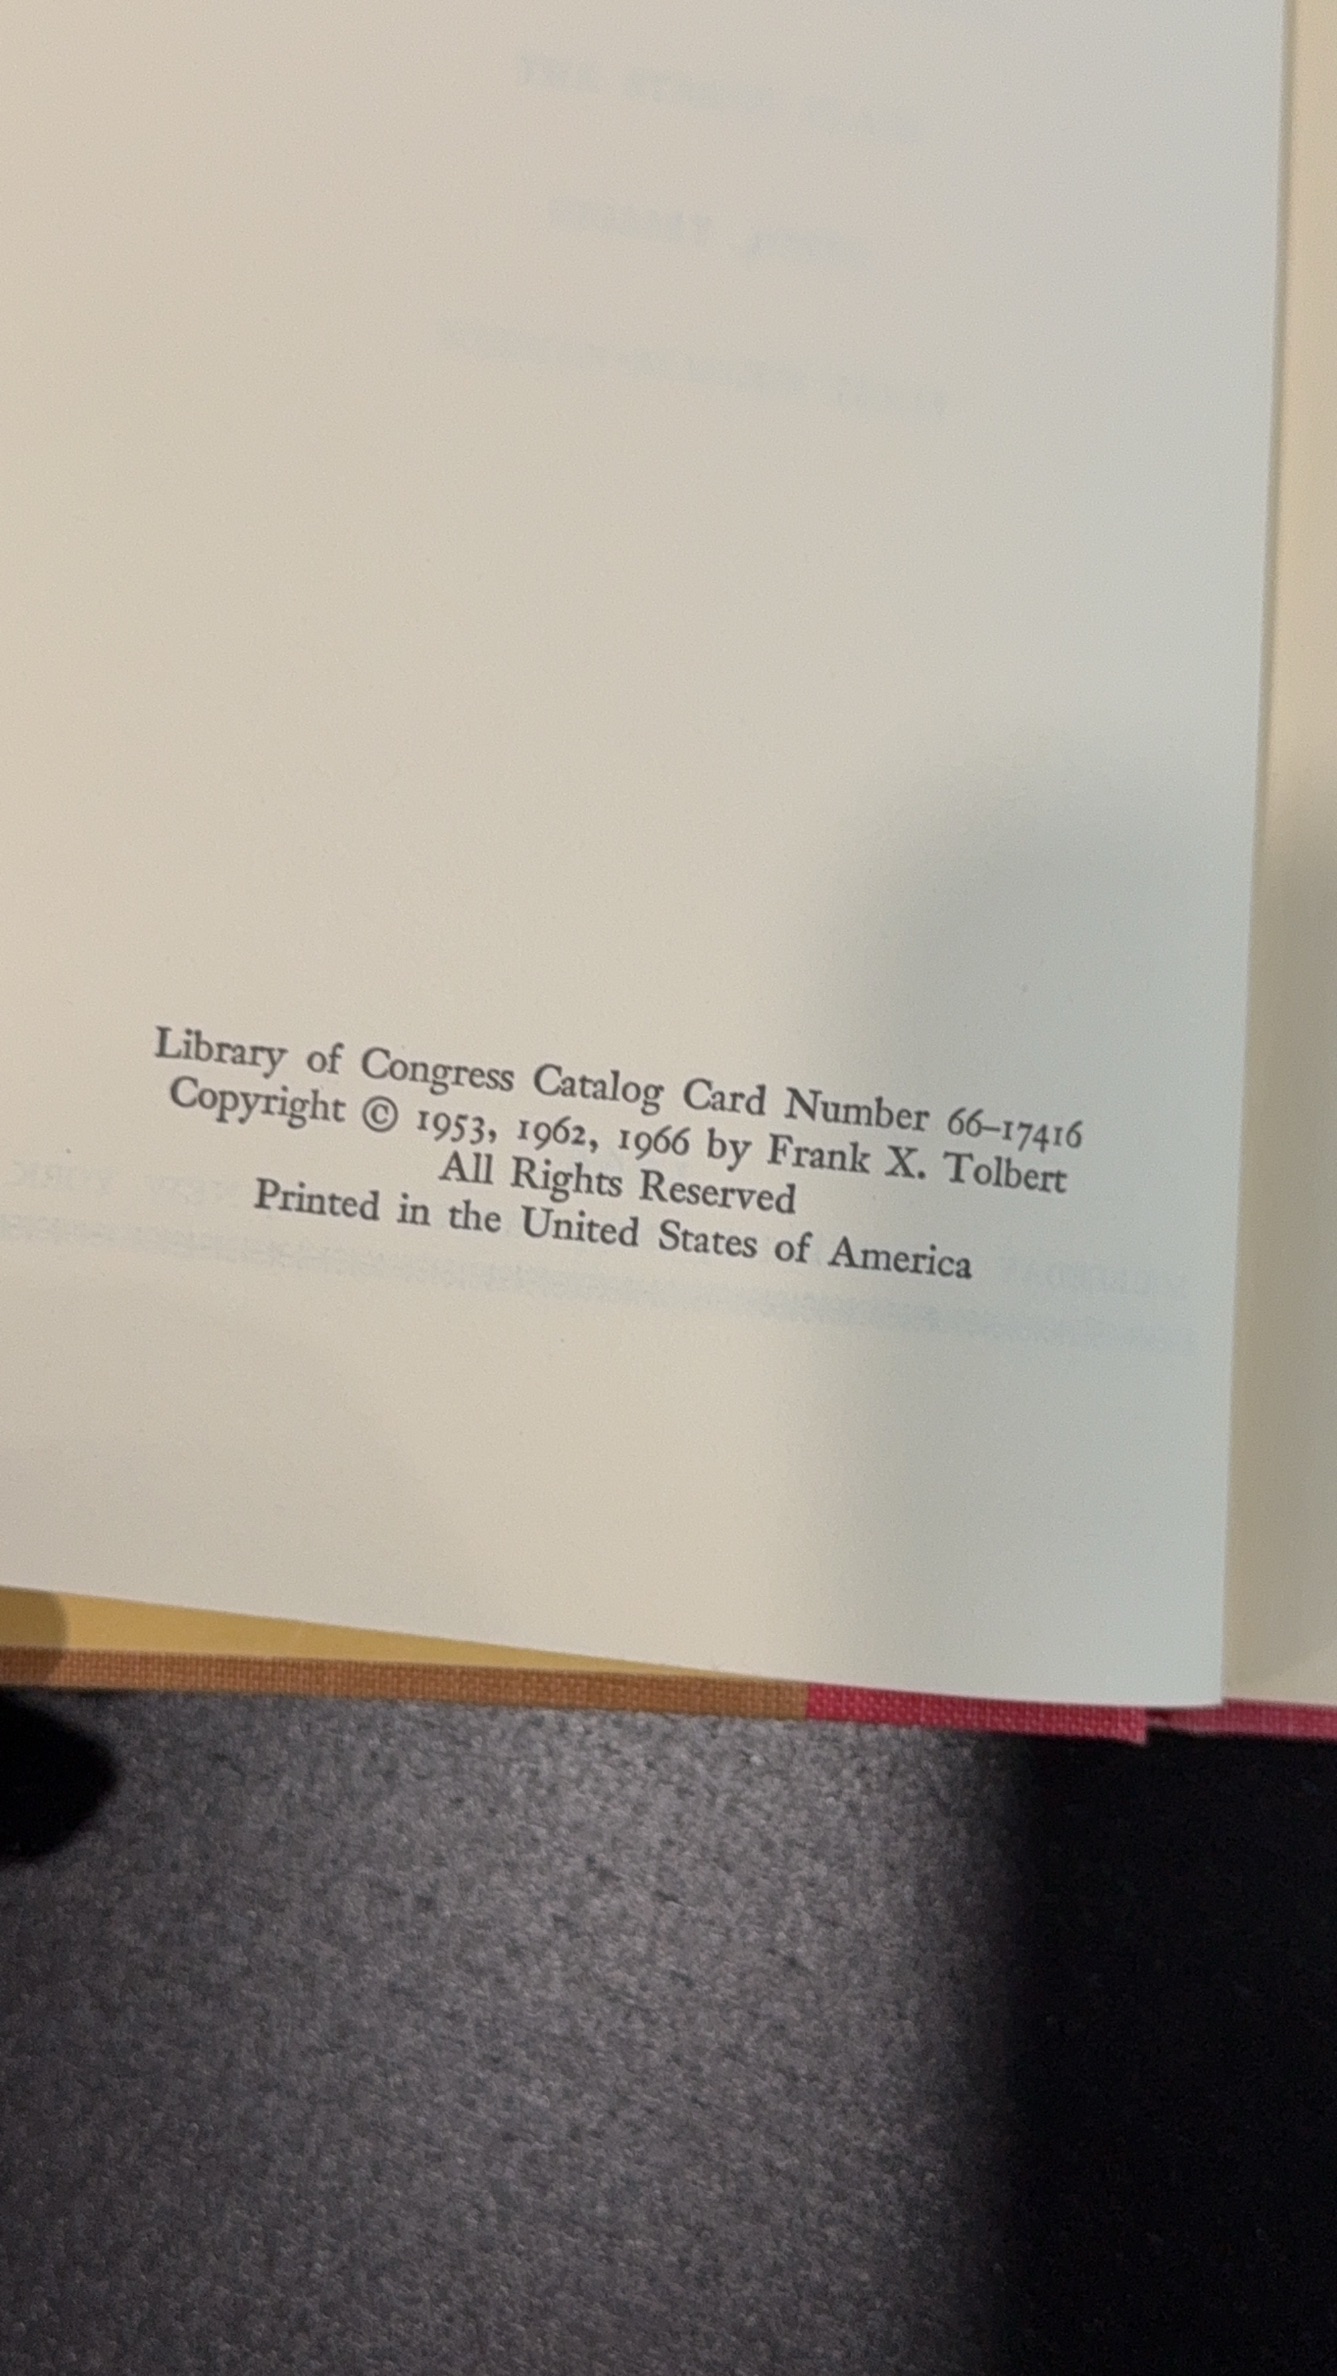 Library of Congress Catalog Card Number 66–17416
Copyright © 1953, 1962, 1966 by Frank X. Tolbert
All Rights Reserved
Printed in the United States of America